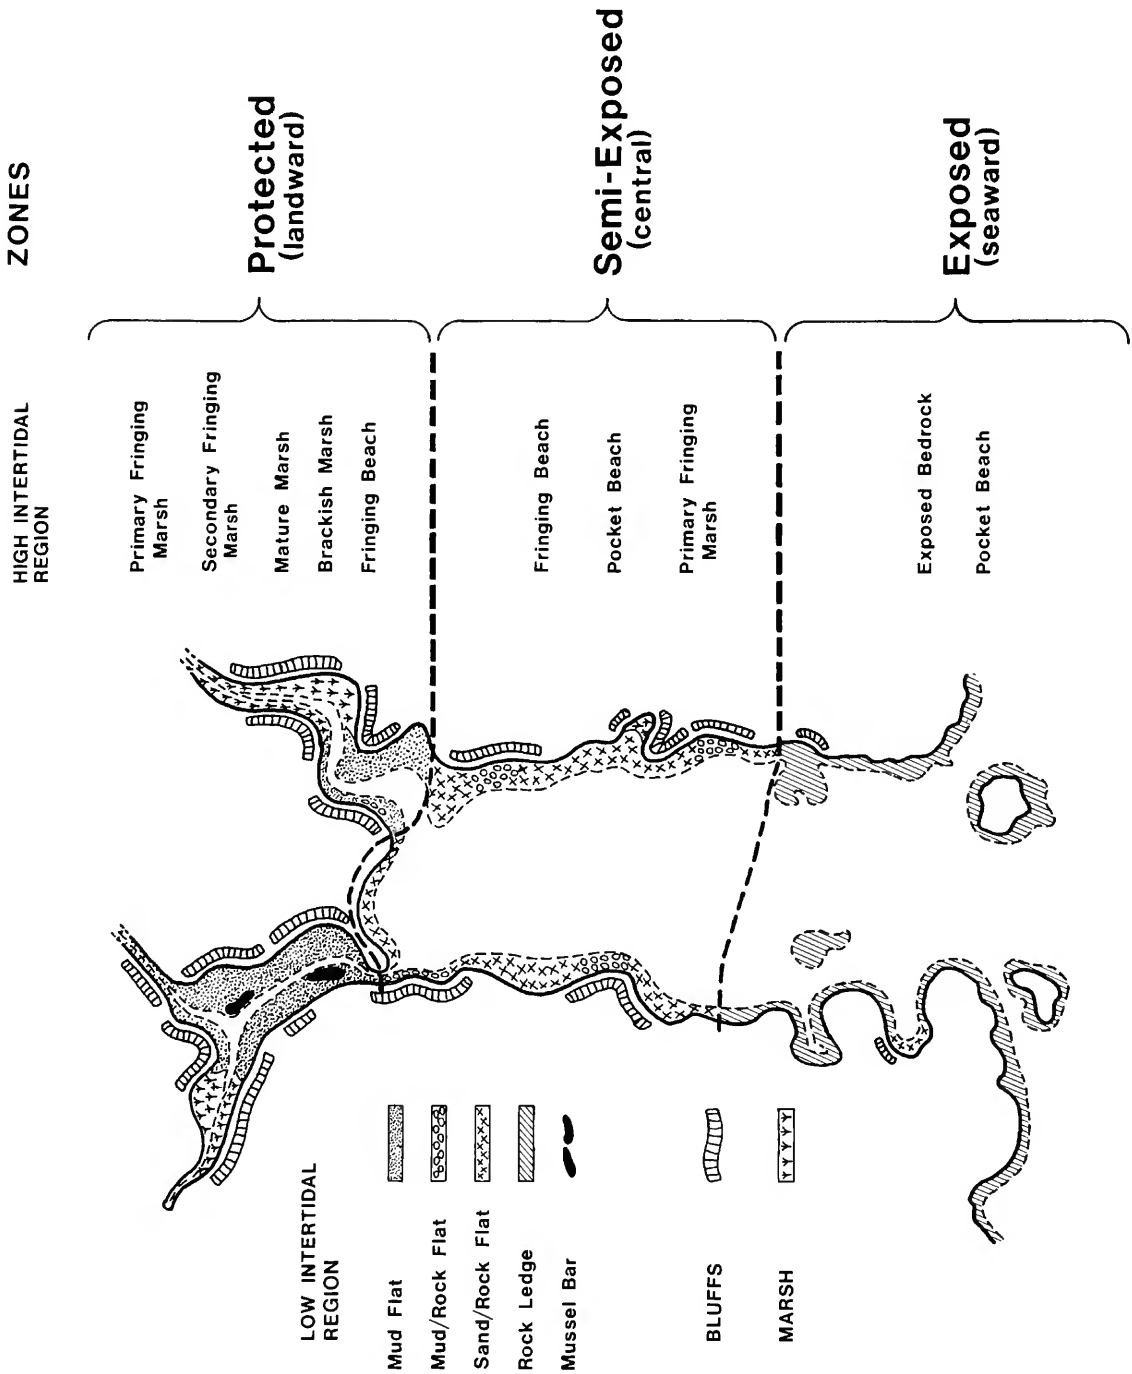 ZONES
Protected
(landward)
Semi-Exposed
(central)
Exposed
(seaward)
HIGH INTERTIDAL
REGION
Primary Fringing
Marsh
Secondary Fringing
Marsh
Mature Marsh
Brackish Marsh
Fringing Beach
Fringing Beach
Pocket Beach
Primary Fringing
Marsh
Exposed Bedrock
Pocket Beach
LOW INTERTIDAL
REGION
Mud Flat
Mud/Rock Flat
Sand/Rock Flat
Rock Ledge
Mussel Bar
BLUFFS
MARSH